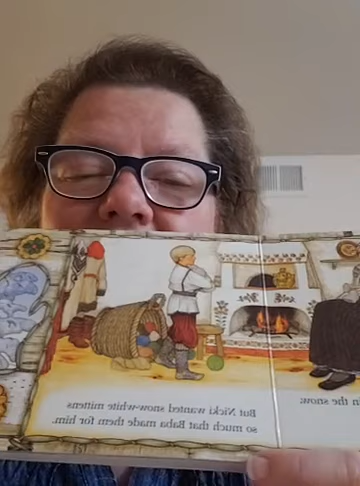 But Nicki wanted snow-white mittens
so much that Baba made them for him.
in the snow.